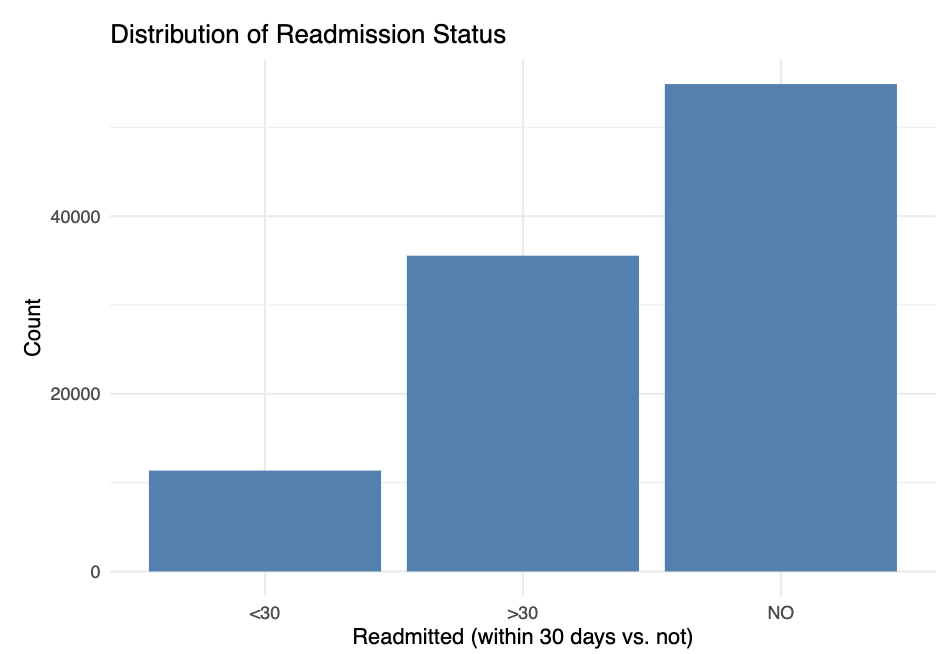 Distribution of Readmission Status
Count
40000
20000
0
<30
>30
NO
Readmitted (within 30 days vs. not)